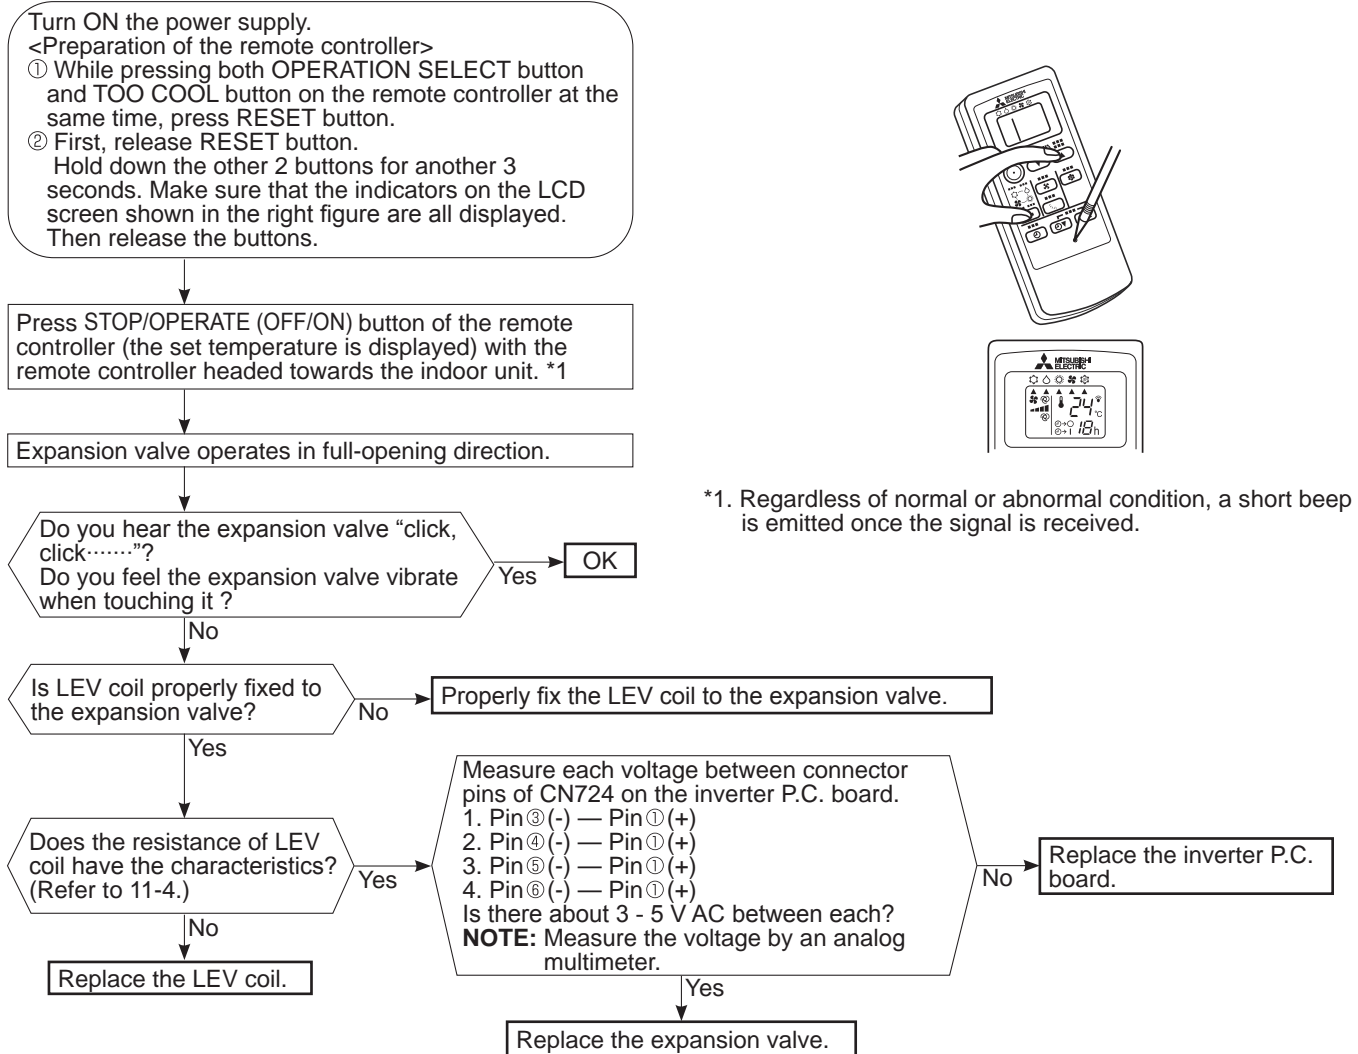 Turn ON the power supply.
<Preparation of the remote controller>
① While pressing both OPERATION SELECT button
and TOO COOL button on the remote controller at the
same time, press RESET button.
② First, release RESET button.
Hold down the other 2 buttons for another 3
seconds. Make sure that the indicators on the LCD
screen shown in the right figure are all displayed.
Then release the buttons.
Press STOP/OPERATE (OFF/ON) button of the remote
controller (the set temperature is displayed) with the
remote controller headed towards the indoor unit. *1
Expansion valve operates in full-opening direction.
Do you hear the expansion valve “click,
click·······”?
Do you feel the expansion valve vibrate
when touching it ?
Yes
OK
No
Is LEV coil properly fixed to
the expansion valve?
No
Properly fix the LEV coil to the expansion valve.
Yes
Does the resistance of LEV
coil have the characteristics?
(Refer to 11-4.)
Yes
No
Replace the LEV coil.
Measure each voltage between connector
pins of CN724 on the inverter P.C. board.
1. Pin③(-) — Pin①(+)
2. Pin④(-) — Pin①(+)
3. Pin⑤(-) — Pin①(+)
4. Pin⑥(-) — Pin①(+)
Is there about 3 - 5 V AC between each?
NOTE: Measure the voltage by an analog
multimeter.
No
Replace the inverter P.C.
board.
Yes
Replace the expansion valve.
MITSUBISHI
ELECTRIC
MITSUBISHI
ELECTRIC
24°C
18h
*1. Regardless of normal or abnormal condition, a short beep
is emitted once the signal is received.